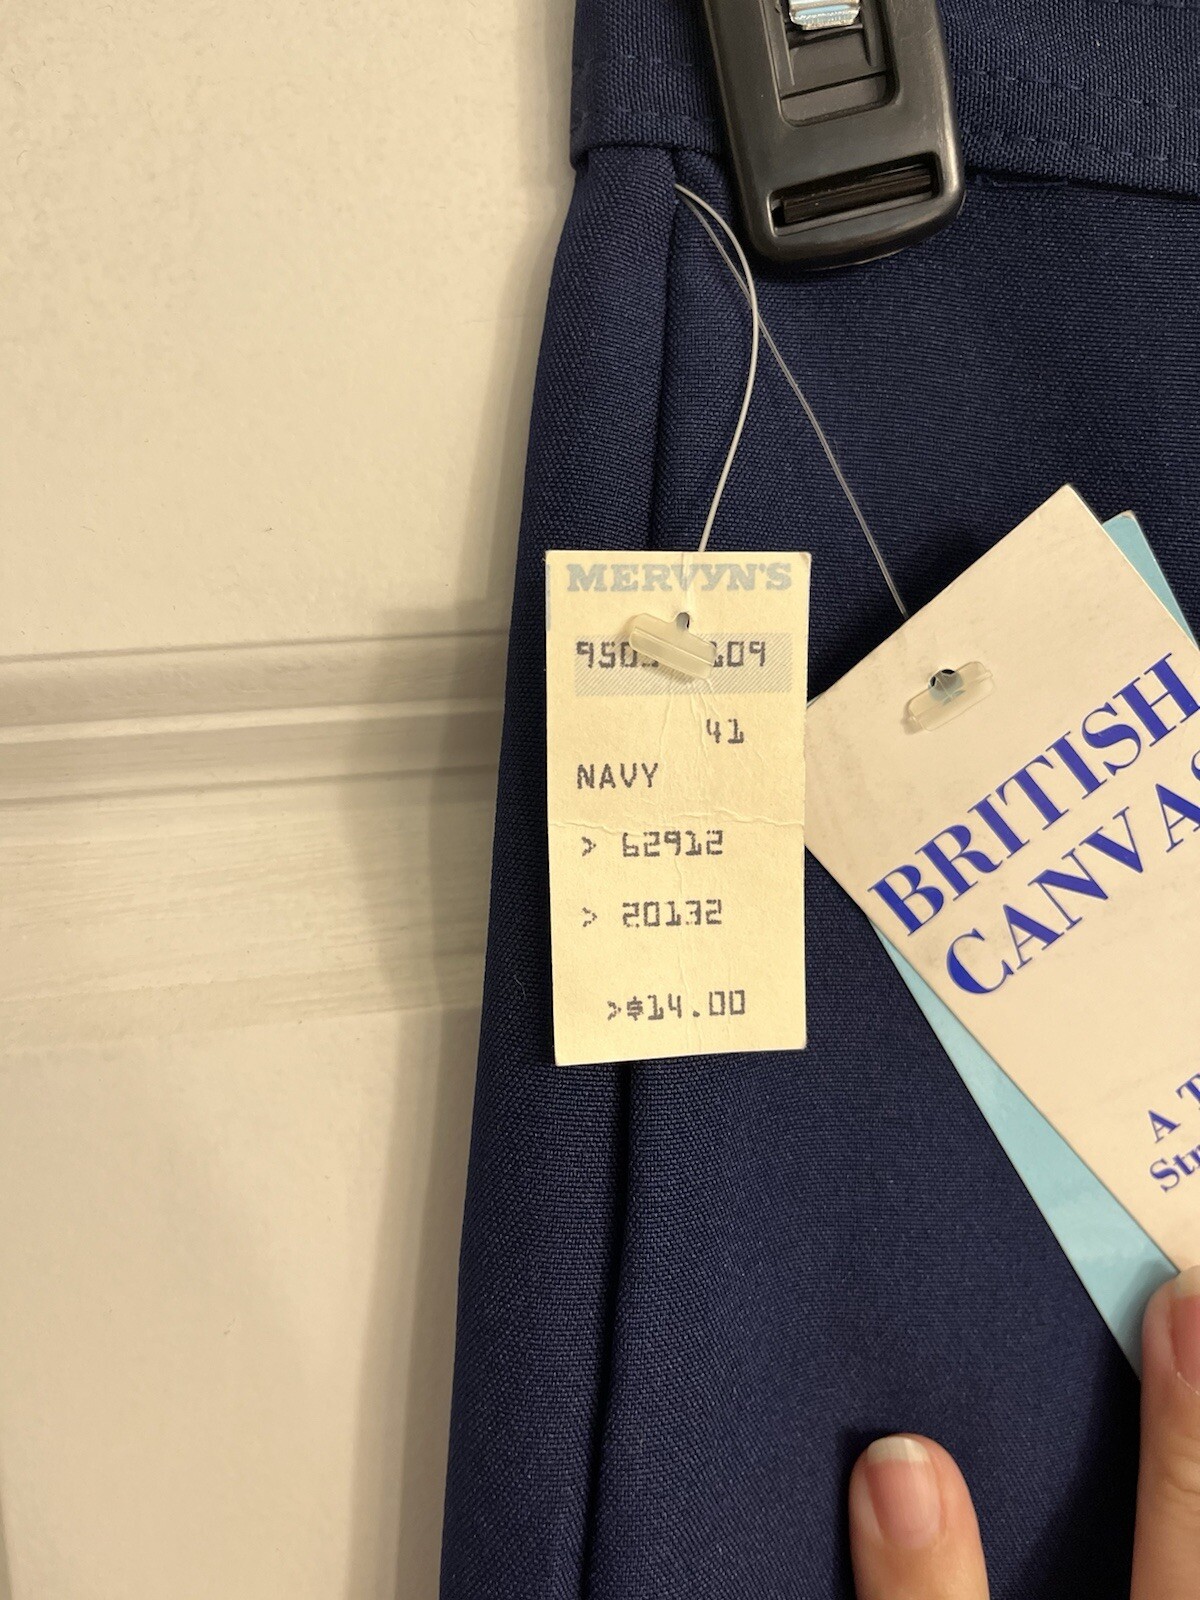 MERVYN'S
41
NAVY
> 62912
> 20132
>$14.00
BRITISH
CANVAS
A